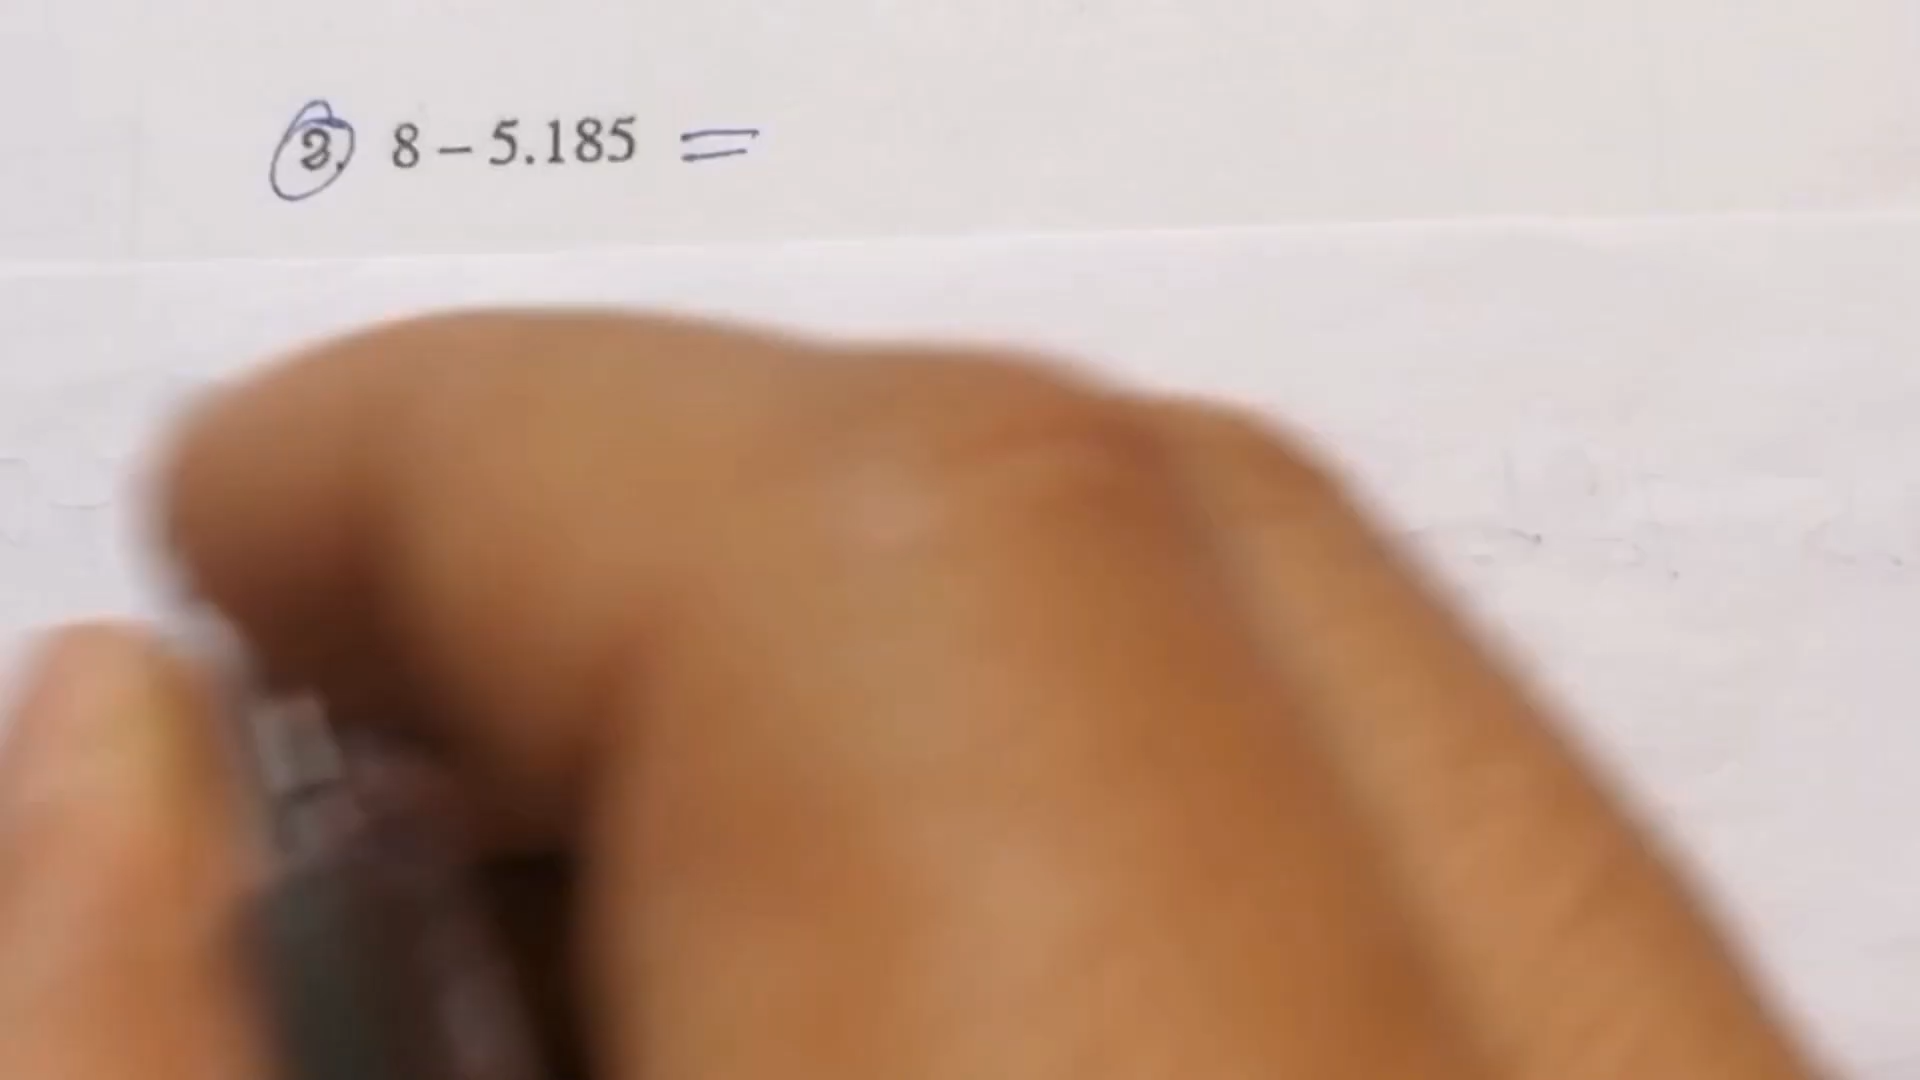 2. 8 – 5.185 =